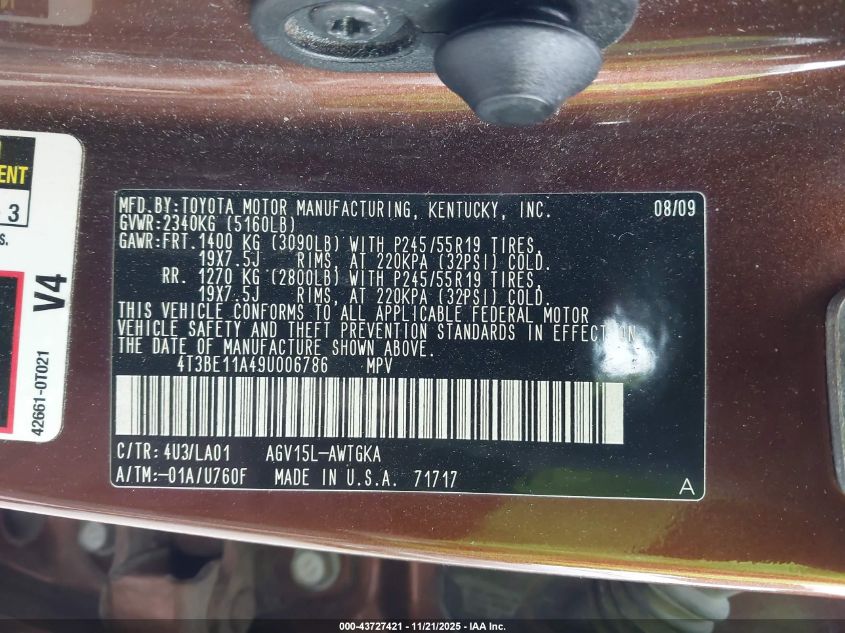 ENT
3
S.
V4
42661-0T021
MFD.BY:TOYOTA MOTOR MANUFACTURING, KENTUCKY, INC. 08/09
GVWR:2340KG (5160LB)
GAWR:FRT. 1400 KG (3090LB) WITH P245/55R19 TIRES,
19X7.5J RIMS, AT 220KPA (32PSI) COLD.
RR. 1270 KG (2800LB) WITH P245/55R19 TIRES,
19X7.5J RIMS, AT 220KPA (32PSI) COLD.
THIS VEHICLE CONFORMS TO ALL APPLICABLE FEDERAL MOTOR
VEHICLE SAFETY AND THEFT PREVENTION STANDARDS IN EFFECT ON
THE DATE OF MANUFACTURE SHOWN ABOVE.
4T3BE11A49U006786 MPV
C/TR: 4U3/LA01 AGV15L-AWTGKA
A/TM:-01A/U760F MADE IN U.S.A. 71717
A
000-43727421 - 11/21/2025 - IAA Inc.